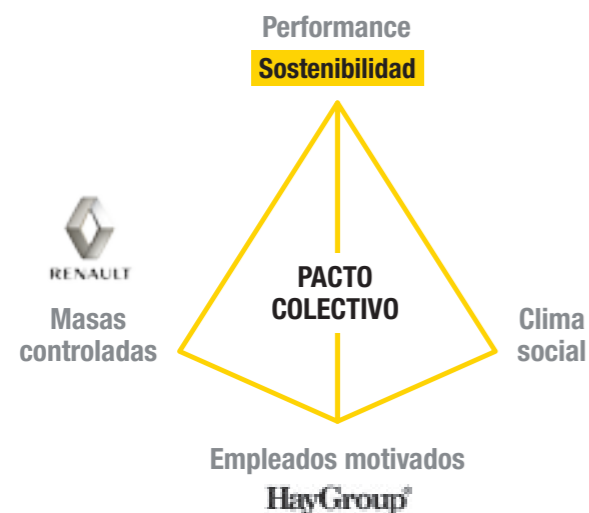 Performance
Sostenibilidad
RENAULT
PACTO
COLECTIVO
Masas
controladas
Clima
social
Empleados motivados
HayGroup®